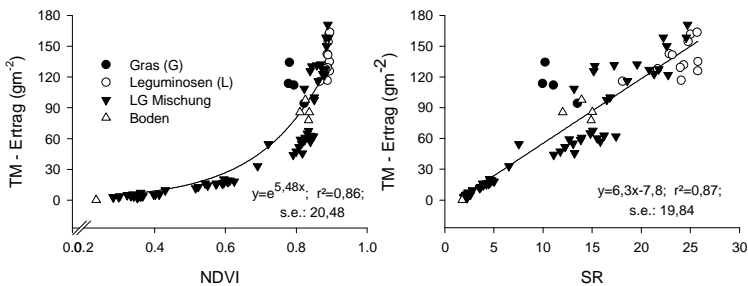 180
150
120
90
60
30
0
TM - Ertrag (gm-2)
Gras (G)
Leguminosen (L)
LG Mischung
Boden
y=e5,48x; r²=0,86;
s.e.: 20,48
0.0 0.2 0.4 0.6 0.8 1.0
NDVI
180
150
120
90
60
30
0
TM - Ertrag (gm-2)
y=6,3x-7,8; r²=0,87;
s.e.: 19,84
0 5 10 15 20 25 30
SR